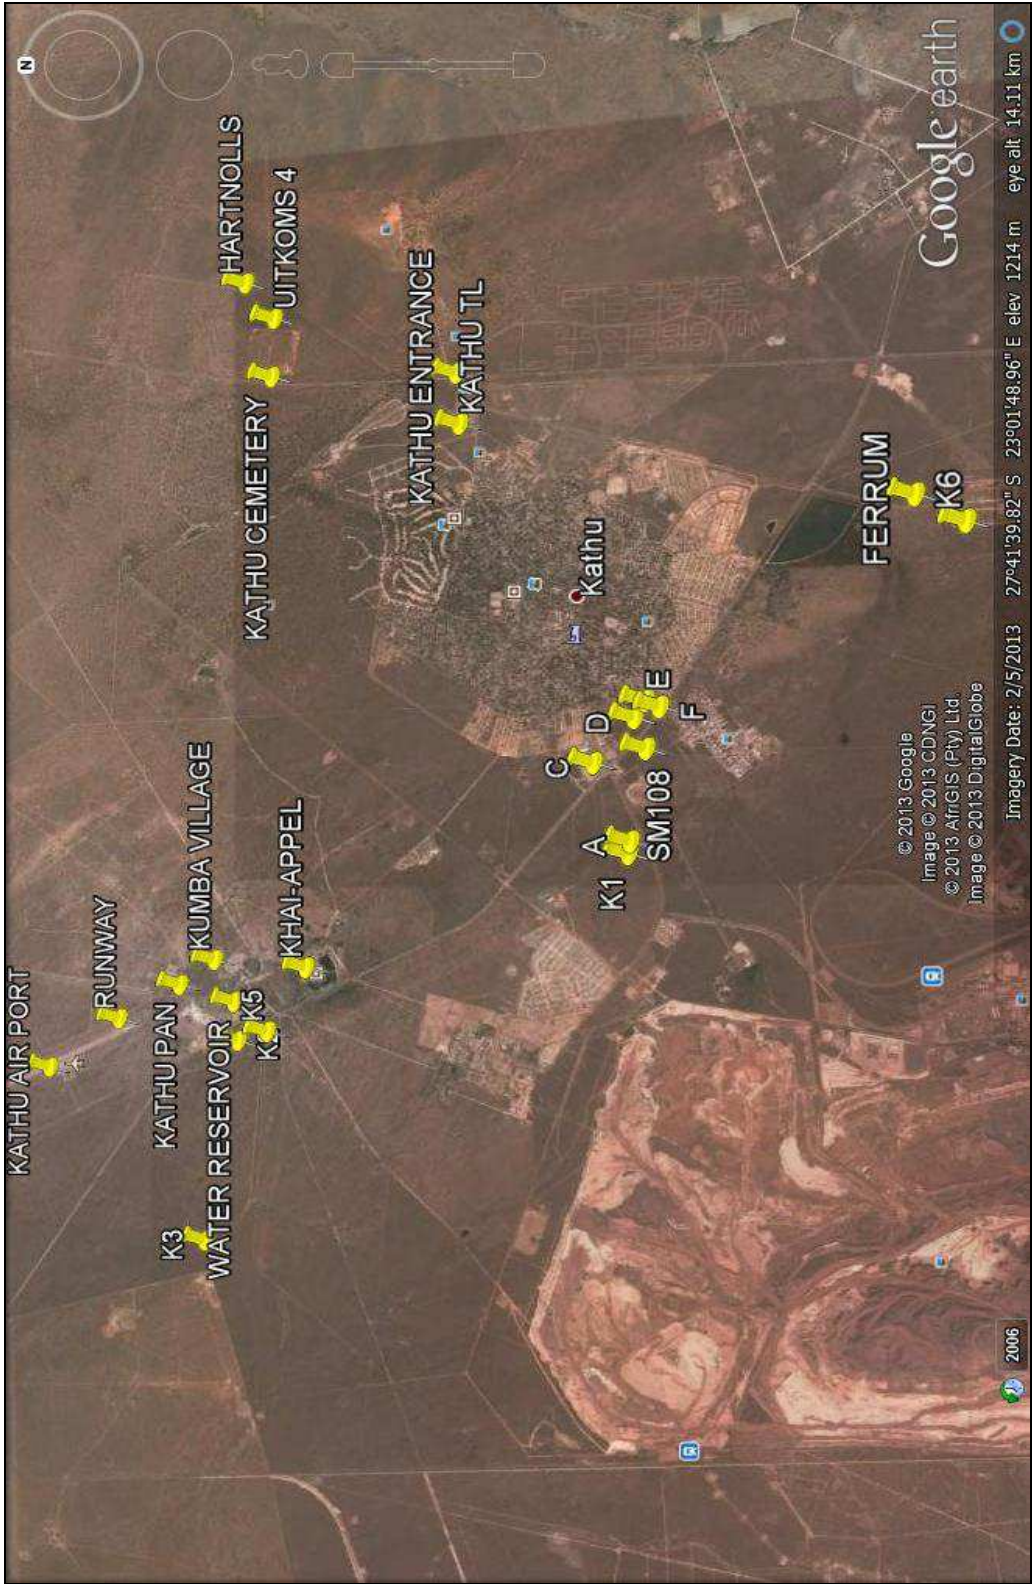 N
KATHU AIR PORT
RUNWAY
K3
KATHU PAN
KUMBA VILLAGE
HARTNOLLS
WATER RESERVOIR
K5
KATHU CEMETERY
UITKOMS 4
KHAI-APPEL
KATHU ENTRANCE
KATHU TL
C
Kathu
A
D
K1
SM108
E
F
FERRUM
K6
© 2013 Google
Image © 2013 CDNGI
© 2013 AfriGIS (Pty) Ltd.
Image © 2013 DigitalGlobe
Google earth
2006
Imagery Date: 2/5/2013 27°41'39.82" S 23°01'48.96" E elev 1214 m eye alt 14.11 km